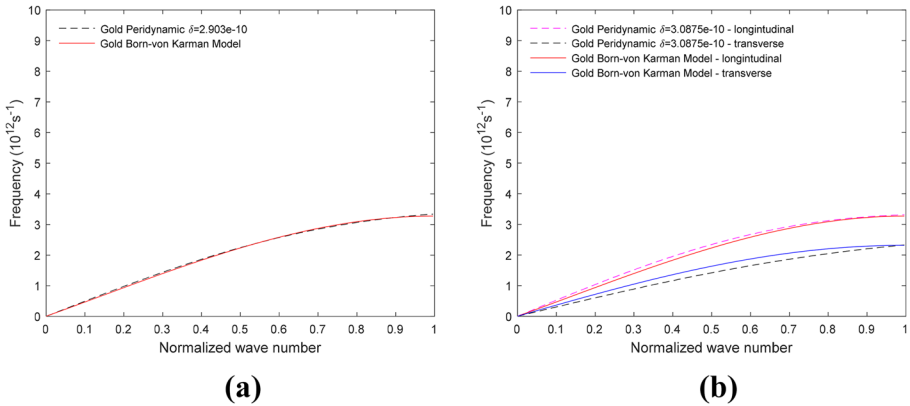 Gold Peridynamic δ=2.903e-10
Gold Born-von Karman Model
10
9
8
7
6
5
4
3
2
1
0
Frequency (10¹²s⁻¹)
0 0.1 0.2 0.3 0.4 0.5 0.6 0.7 0.8 0.9 1
Normalized wave number
(a)
Gold Peridynamic δ=3.0875e-10 - longintudinal
Gold Peridynamic δ=3.0875e-10 - transverse
Gold Born-von Karman Model - longintudinal
Gold Born-von Karman Model - transverse
10
9
8
7
6
5
4
3
2
1
0
Frequency (10¹²s⁻¹)
0 0.1 0.2 0.3 0.4 0.5 0.6 0.7 0.8 0.9 1
Normalized wave number
(b)